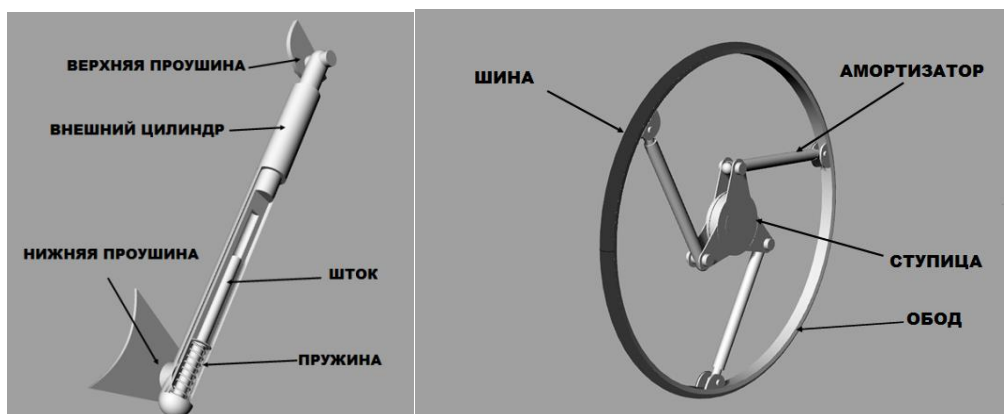 ВЕРХНЯЯ ПРОУШИНА
ВНЕШНИЙ ЦИЛИНДР
НИЖНЯЯ ПРОУШИНА
ШТОК
ПРУЖИНА
ШИНА
АМОРТИЗАТОР
СТУПИЦА
ОБОД